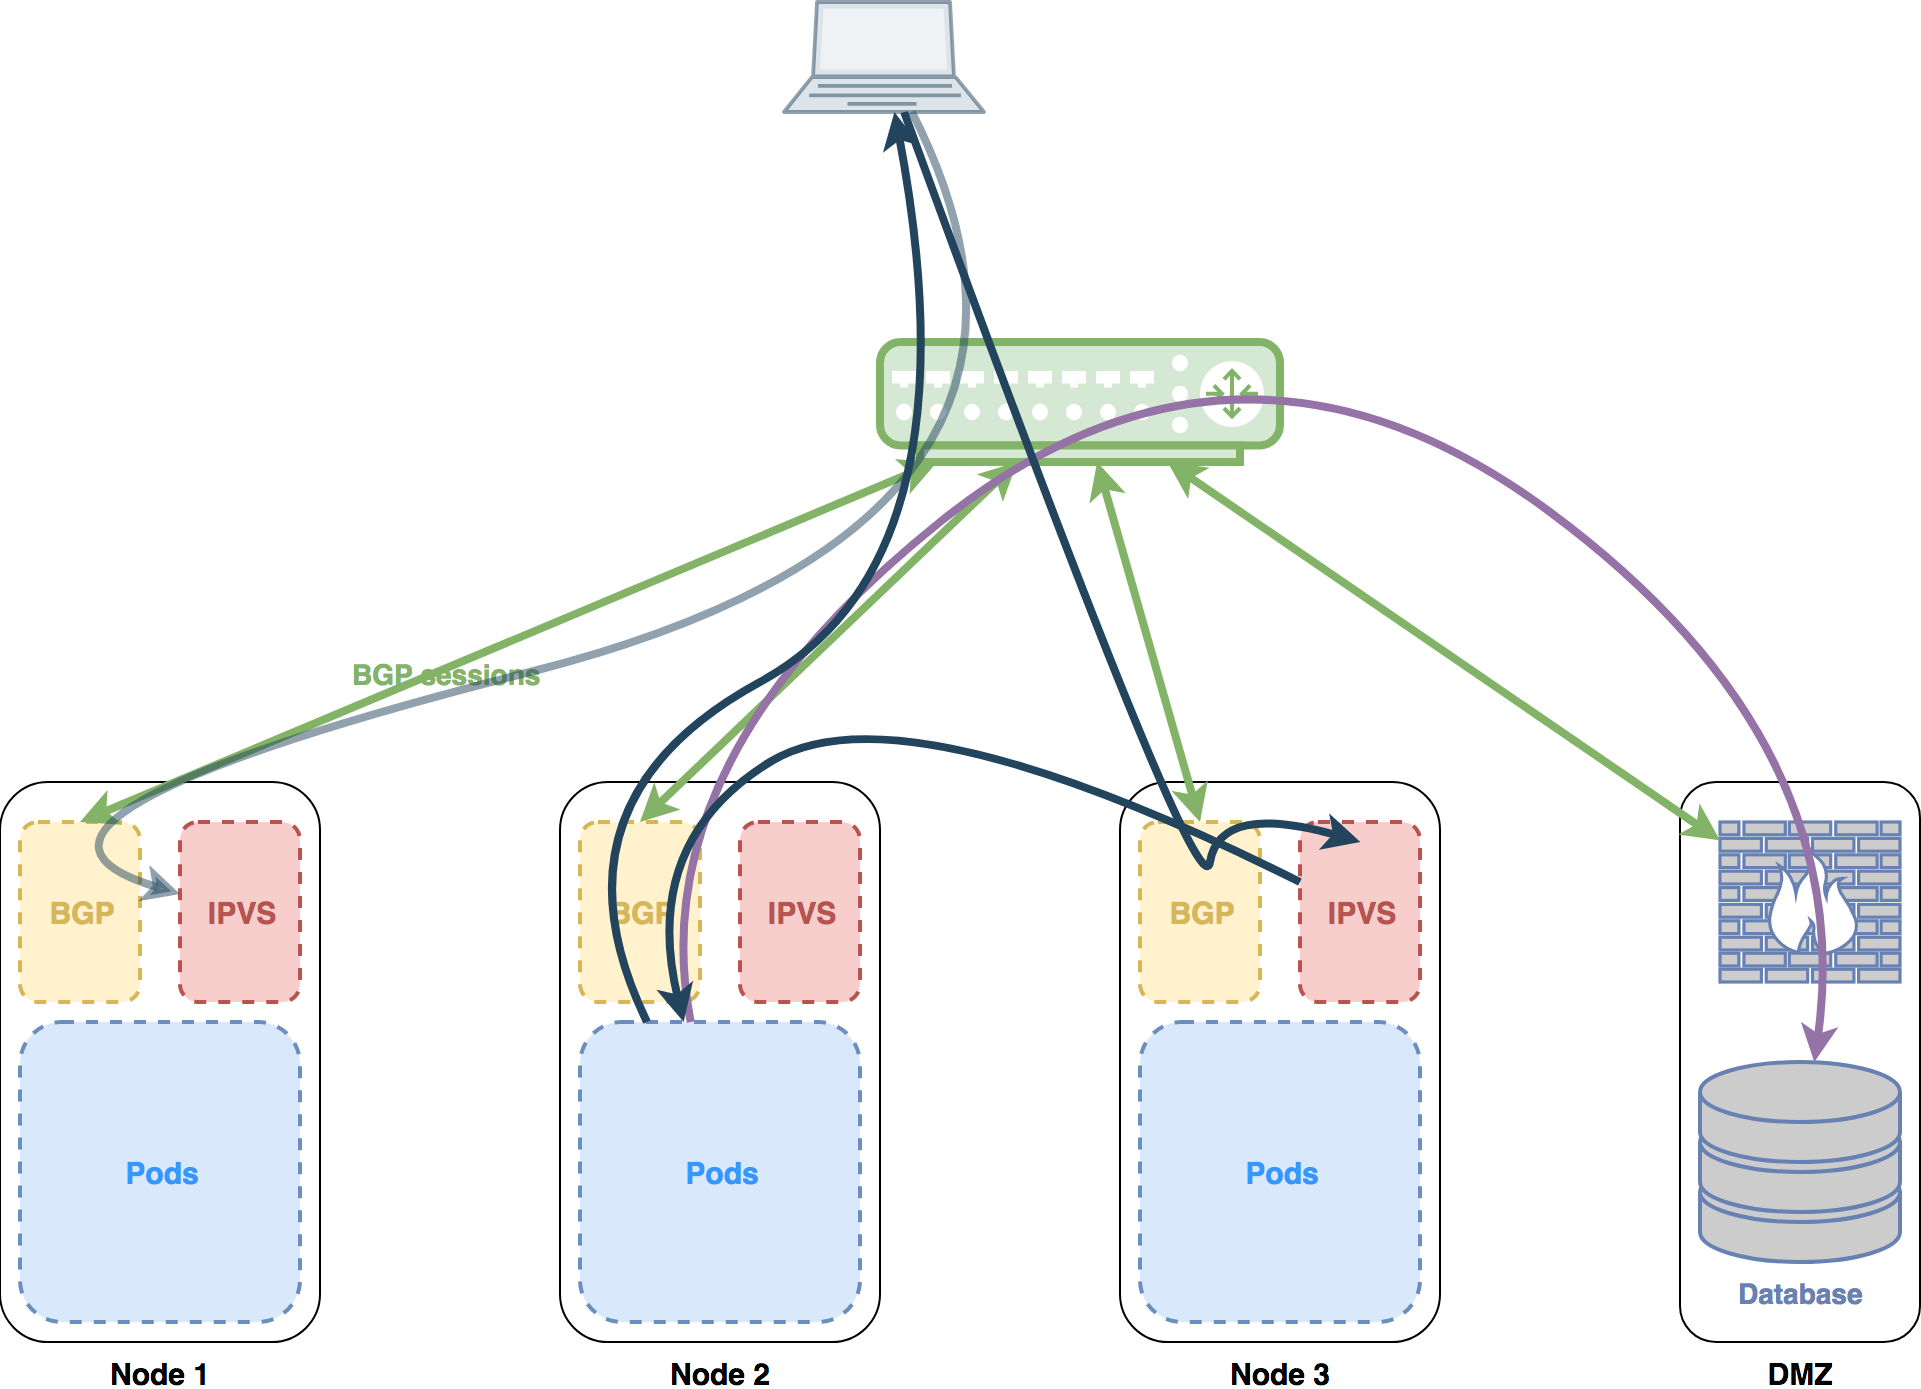 BGP sessions
BGP
IPVS
BGP
IPVS
BGP
IPVS
Pods
Pods
Pods
Database
Node 1
Node 2
Node 3
DMZ